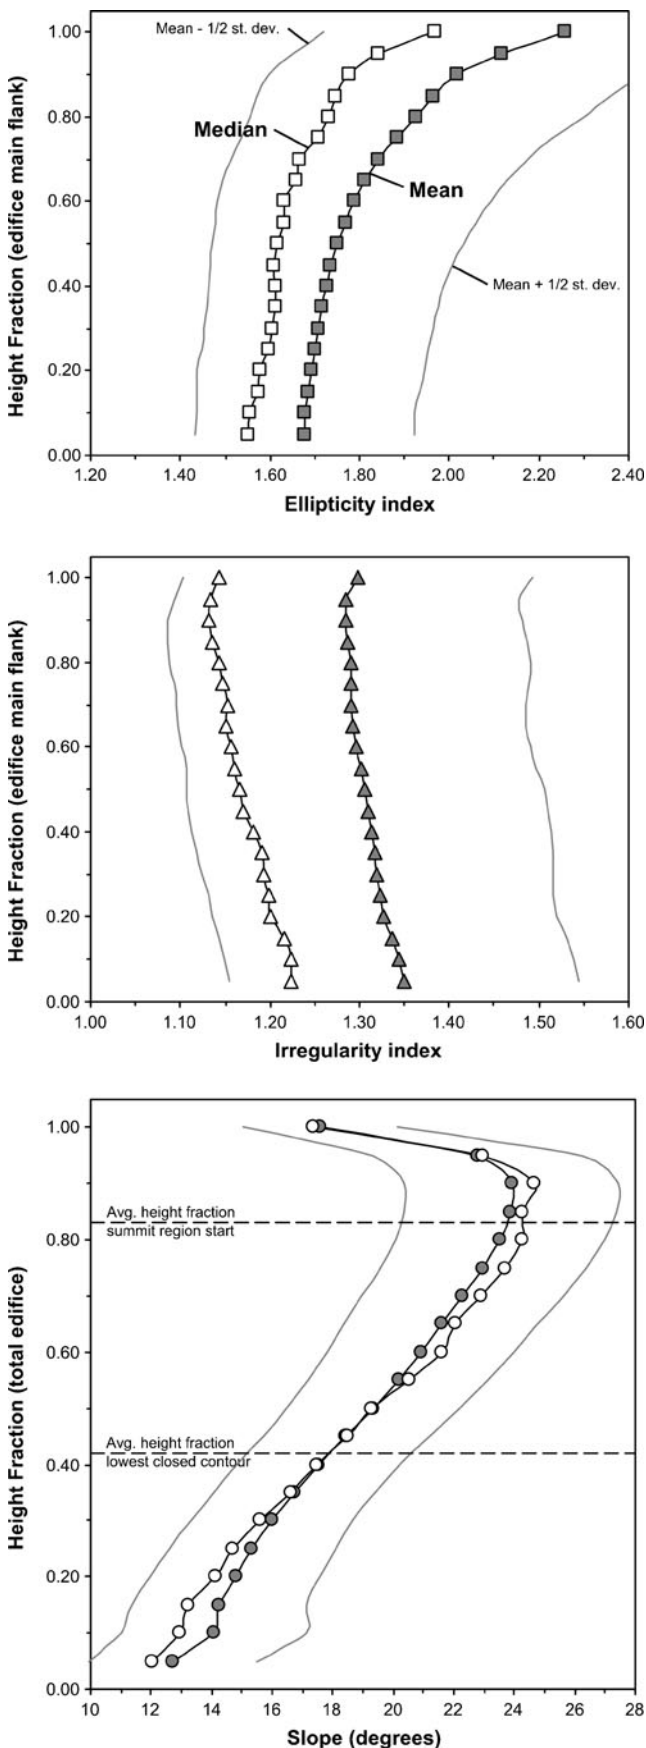 1.00
Mean - 1/2 st. dev.
0.80
Median
Mean
0.60
0.40
Mean + 1/2 st. dev.
0.20
0.00
Height Fraction (edifice main flank)
1.20 1.40 1.60 1.80 2.00 2.20 2.40
Ellipticity index
1.00
0.80
0.60
0.40
0.20
0.00
Height Fraction (edifice main flank)
1.00 1.10 1.20 1.30 1.40 1.50 1.60
Irregularity index
1.00
Avg. height fraction
summit region start
0.80
0.60
Avg. height fraction
lowest closed contour
0.40
0.20
0.00
Height Fraction (total edifice)
10 12 14 16 18 20 22 24 26 28
Slope (degrees)